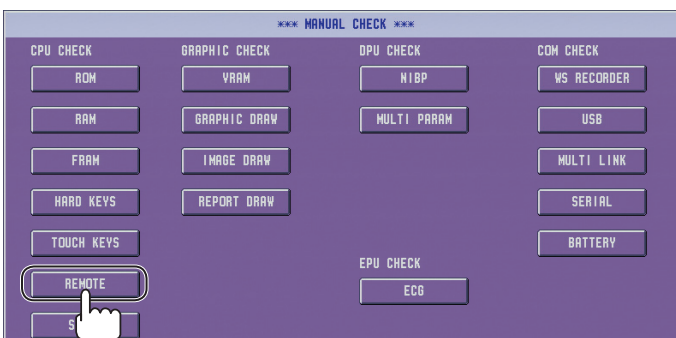 *** MANUAL CHECK ***
CPU CHECK GRAPHIC CHECK DPU CHECK COM CHECK
ROM VRAM NIBP WS RECORDER
RAM GRAPHIC DRAW MULTI PARAM USB
FRAM IMAGE DRAW MULTI LINK
HARD KEYS REPORT DRAW SERIAL
TOUCH KEYS BATTERY
EPU CHECK
REMOTE ECG